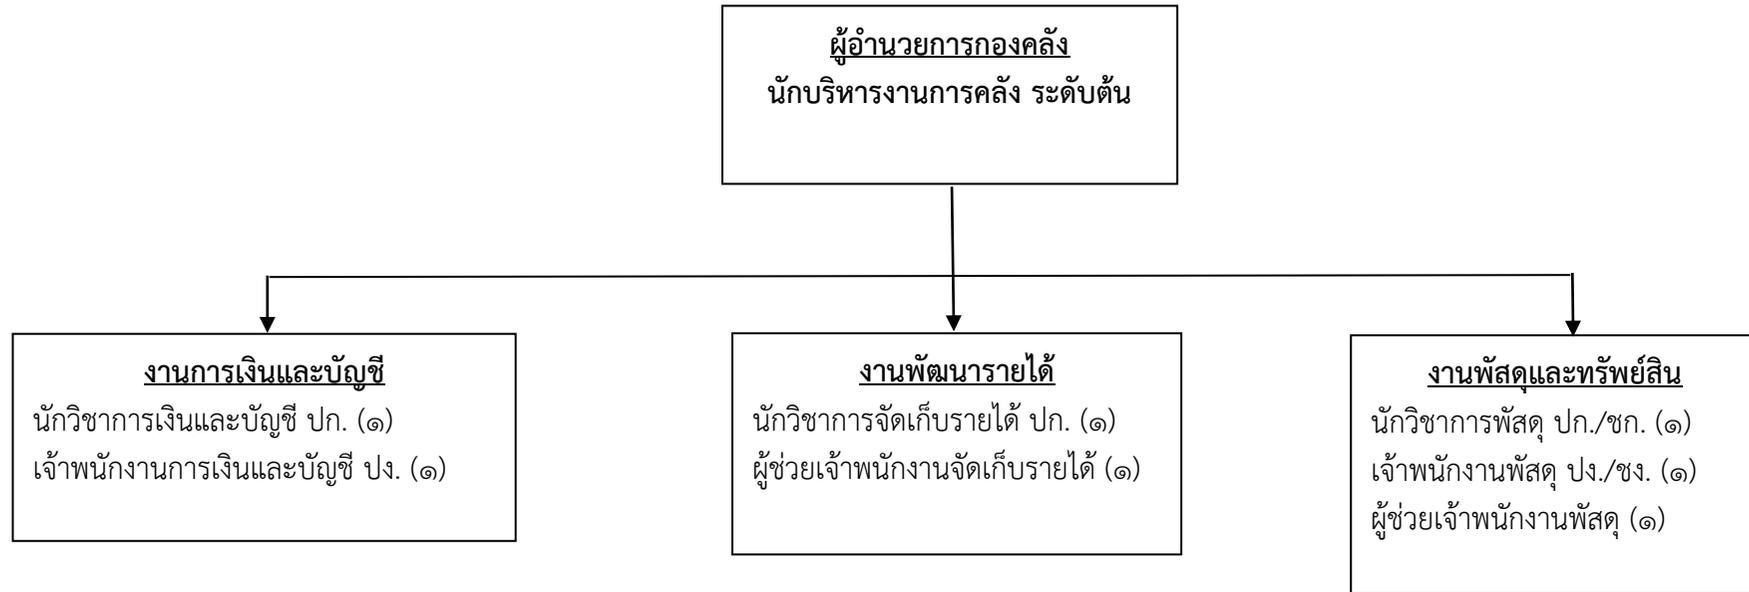 ผู้อำนวยการกองคลัง
นักบริหารงานการคลัง ระดับต้น
งานการเงินและบัญชี
นักวิชาการเงินและบัญชี ปก. (๑)
เจ้าพนักงานการเงินและบัญชี ปง. (๑)
งานพัฒนารายได้
นักวิชาการจัดเก็บรายได้ ปก. (๑)
ผู้ช่วยเจ้าพนักงานจัดเก็บรายได้ (๑)
งานพัสดุและทรัพย์สิน
นักวิชาการพัสดุ ปก./ชก. (๑)
เจ้าพนักงานพัสดุ ปง./ชง. (๑)
ผู้ช่วยเจ้าพนักงานพัสดุ (๑)